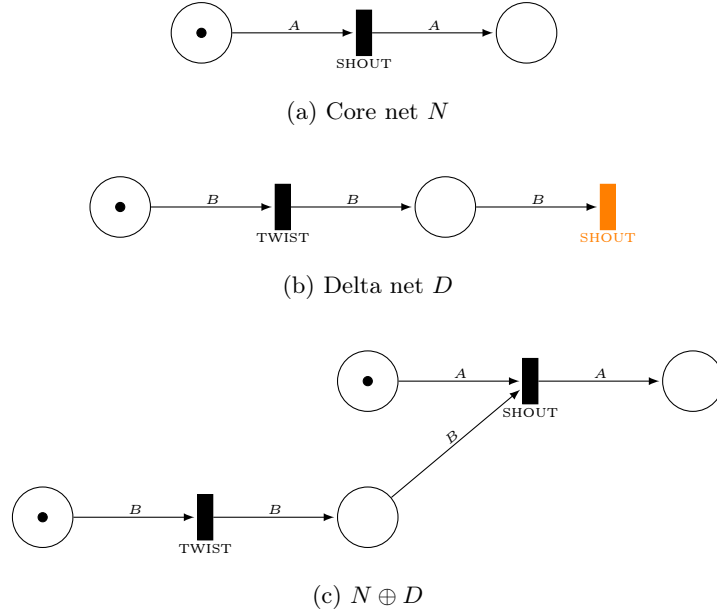 A A
SHOUT
(a) Core net N
B B B
TWIST SHOUT
(b) Delta net D
A A
SHOUT
B
B B
TWIST
(c) N ⊕ D